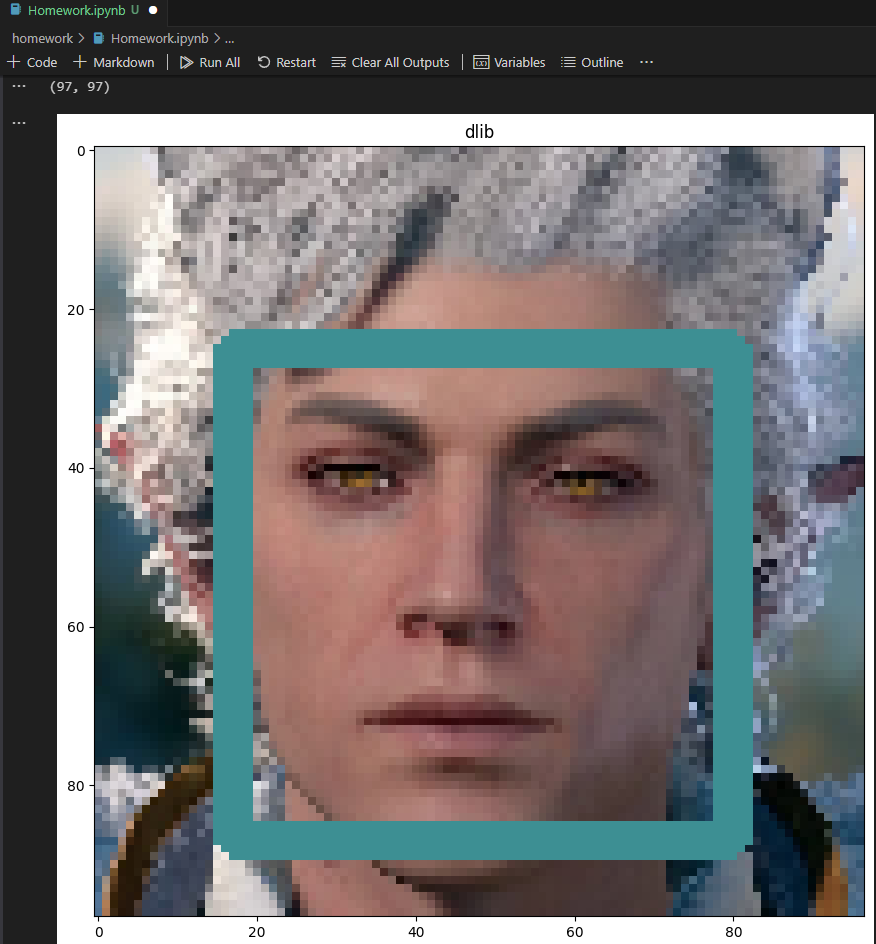 Homework.ipynb U
homework > Homework.ipynb > ...
+ Code + Markdown Run All Restart Clear All Outputs Variables Outline ...
... (97, 97)
...
dlib
0
20
40
60
80
0 20 40 60 80